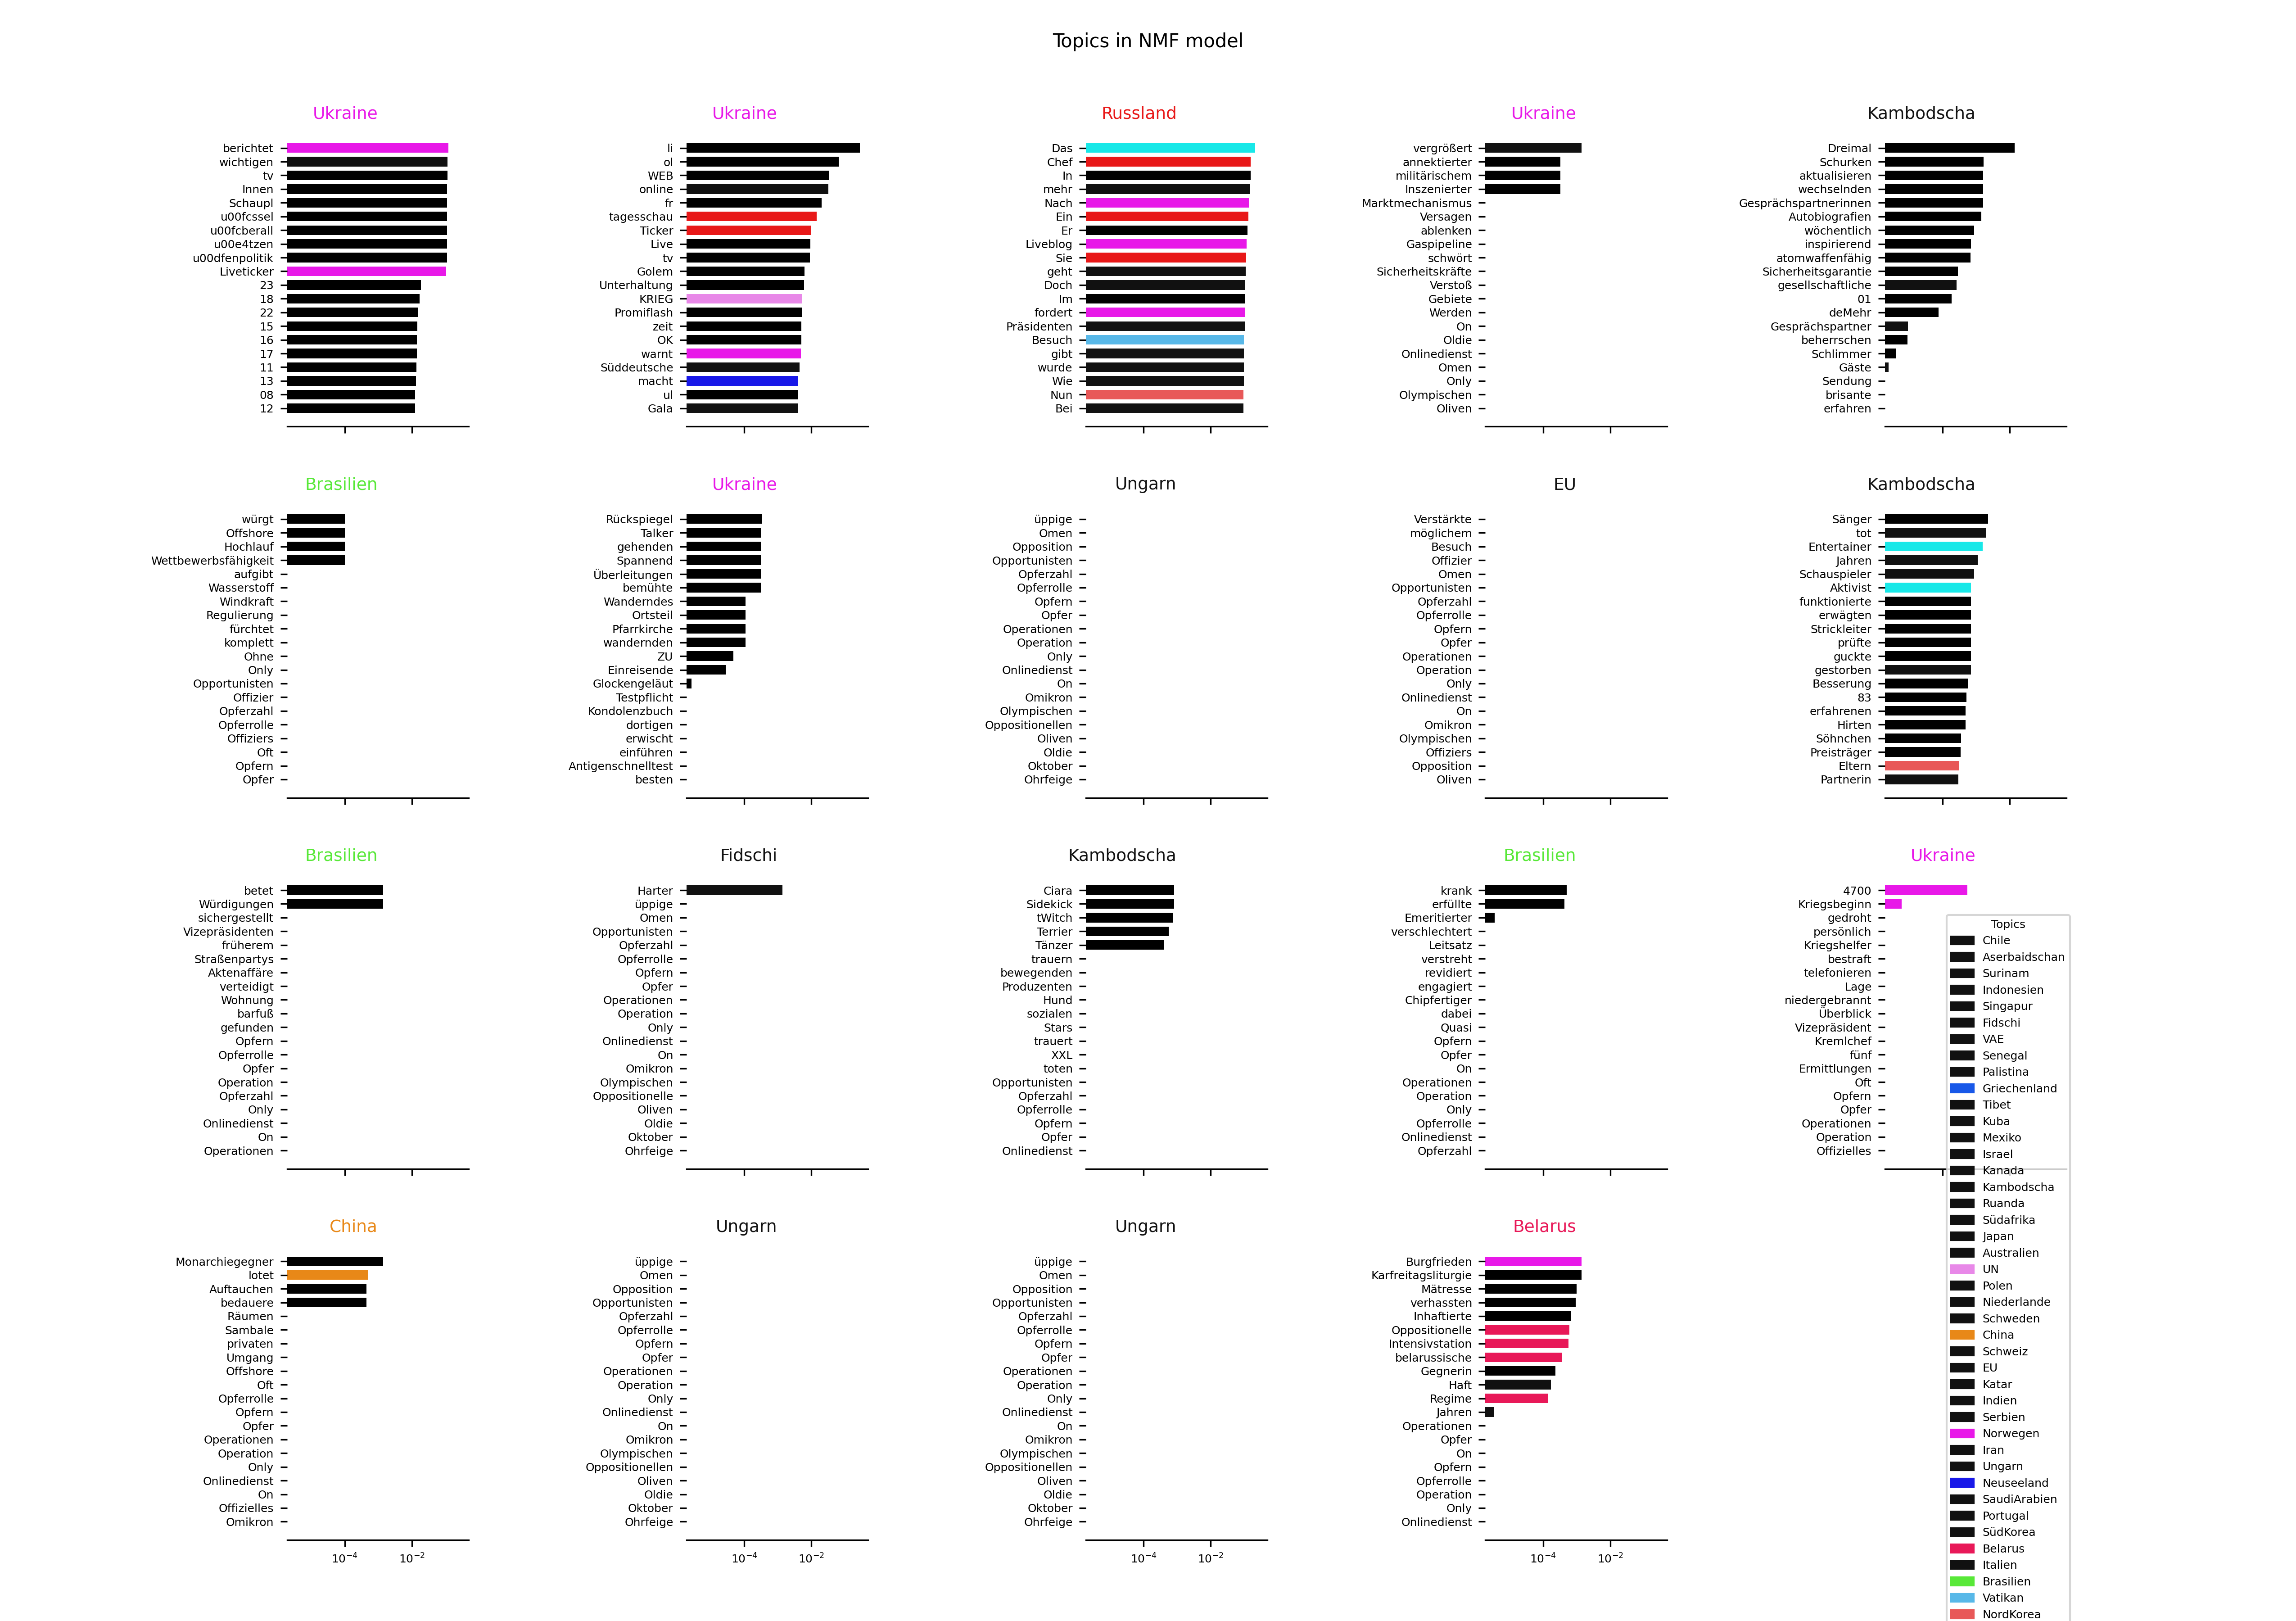 Topics in NMF model
Ukraine
berichtet
wichtigen
tv
Innen
Schaupl
u00fcssel
u00fcberall
u00e4tzen
u00dfenpolitik
Liveticker
23
18
22
15
16
17
11
13
08
12
Ukraine
li
ol
WEB
online
fr
tagesschau
Ticker
Live
tv
Golem
Unterhaltung
KRIEG
Promiflash
zeit
OK
warnt
Süddeutsche
macht
ul
Gala
Russland
Das
Chef
In
mehr
Nach
Ein
Er
Liveblog
Sie
geht
Doch
Im
fordert
Präsidenten
Besuch
gibt
wurde
Wie
Nun
Bei
Ukraine
vergrößert
annektierter
militärischem
Inszenierter
Marktmechanismus
Versagen
ablenken
Gaspipeline
schwört
Sicherheitskräfte
Verstoß
Gebiete
Werden
On
Oldie
Onlinedienst
Omen
Only
Olympischen
Oliven
Kambodscha
Dreimal
Schurken
aktualisieren
wechselnden
Gesprächspartnerinnen
Autobiografien
wöchentlich
inspirierend
atomwaffenfähig
Sicherheitsgarantie
gesellschaftliche
01
deMehr
Gesprächspartner
beherrschen
Schlimmer
Gäste
Sendung
brisante
erfahren
Brasilien
würgt
Offshore
Hochlauf
Wettbewerbsfähigkeit
aufgibt
Wasserstoff
Windkraft
Regulierung
fürchtet
komplett
Ohne
Only
Opportunisten
Offizier
Opferzahl
Opferrolle
Offiziers
Oft
Opfern
Opfer
Ukraine
Rückspiegel
Talker
gehenden
Spannend
Überleitungen
bemühte
Wanderndes
Ortsteil
Pfarrkirche
wandernden
ZU
Einreisende
Glockengeläut
Testpflicht
Kondolenzbuch
dortigen
erwischt
einführen
Antigenschnelltest
besten
Ungarn
üppige
Omen
Opposition
Opportunisten
Opferzahl
Opferrolle
Opfern
Opfer
Operationen
Operation
Only
Onlinedienst
On
Omikron
Olympischen
Oppositionellen
Oliven
Oldie
Oktober
Ohrfeige
EU
Verstärkte
möglichem
Besuch
Offizier
Omen
Opportunisten
Opferzahl
Opferrolle
Opfern
Opfer
Operationen
Operation
Only
Onlinedienst
On
Omikron
Olympischen
Offiziers
Opposition
Oliven
Kambodscha
Sänger
tot
Entertainer
Jahren
Schauspieler
Aktivist
funktionierte
erwägten
Strickleiter
prüfte
guckte
gestorben
Besserung
83
erfahrenen
Hirten
Söhnchen
Preisträger
Eltern
Partnerin
Brasilien
betet
Würdigungen
sichergestellt
Vizepräsidenten
früherem
Straßenpartys
Aktenaffäre
verteidigt
Wohnung
barfuß
gefunden
Opfern
Opferrolle
Opfer
Operation
Opferzahl
Only
Onlinedienst
On
Operationen
Fidschi
Harter
üppige
Omen
Opportunisten
Opferzahl
Opferrolle
Opfern
Opfer
Operationen
Operation
Only
Onlinedienst
On
Omikron
Olympischen
Oppositionelle
Oliven
Oldie
Oktober
Ohrfeige
Kambodscha
Ciara
Sidekick
tWitch
Terrier
Tänzer
trauern
bewegenden
Produzenten
Hund
sozialen
Stars
trauert
XXL
toten
Opportunisten
Opferzahl
Opferrolle
Opfern
Opfer
Onlinedienst
Brasilien
krank
erfüllte
Emeritierter
verschlechtert
Leitsatz
verstreht
revidiert
engagiert
Chipfertiger
dabei
Quasi
Opfern
Opfer
On
Operationen
Operation
Only
Opferrolle
Onlinedienst
Opferzahl
Ukraine
4700
Kriegsbeginn
gedroht
persönlich
Kriegshelfer
bestraft
telefonieren
Lage
niedergebrannt
Überblick
Vizepräsident
Kremlchef
fünf
Ermittlungen
Oft
Opfern
Opfer
Operationen
Operation
Offizielles
China
Monarchiegegner
lotet
Auftauchen
bedauere
Räumen
Sambale
privaten
Umgang
Offshore
Oft
Opferrolle
Opfern
Opfer
Operationen
Operation
Only
Onlinedienst
On
Offizielles
Omikron
10⁻⁴ 10⁻²
Ungarn
üppige
Omen
Opposition
Opportunisten
Opferzahl
Opferrolle
Opfern
Opfer
Operationen
Operation
Only
Onlinedienst
On
Omikron
Olympischen
Oppositionellen
Oliven
Oldie
Oktober
Ohrfeige
10⁻⁴ 10⁻²
Ungarn
üppige
Omen
Opposition
Opportunisten
Opferzahl
Opferrolle
Opfern
Opfer
Operationen
Operation
Only
Onlinedienst
On
Omikron
Olympischen
Oppositionellen
Oliven
Oldie
Oktober
Ohrfeige
10⁻⁴ 10⁻²
Belarus
Burgfrieden
Karfreitagsliturgie
Mätresse
verhassten
Inhaftierte
Oppositionelle
Intensivstation
belarussische
Gegnerin
Haft
Regime
Jahren
Operationen
Opfer
On
Opfern
Opferrolle
Operation
Only
Onlinedienst
10⁻⁴ 10⁻²
Topics
Chile
Aserbaidschan
Surinam
Indonesien
Singapur
Fidschi
VAE
Senegal
Palistina
Griechenland
Tibet
Kuba
Mexiko
Israel
Kanada
Kambodscha
Ruanda
Südafrika
Japan
Australien
UN
Polen
Niederlande
Schweden
China
Schweiz
EU
Katar
Indien
Serbien
Norwegen
Iran
Ungarn
Neuseeland
SaudiArabien
Portugal
SüdKorea
Belarus
Italien
Brasilien
Vatikan
NordKorea